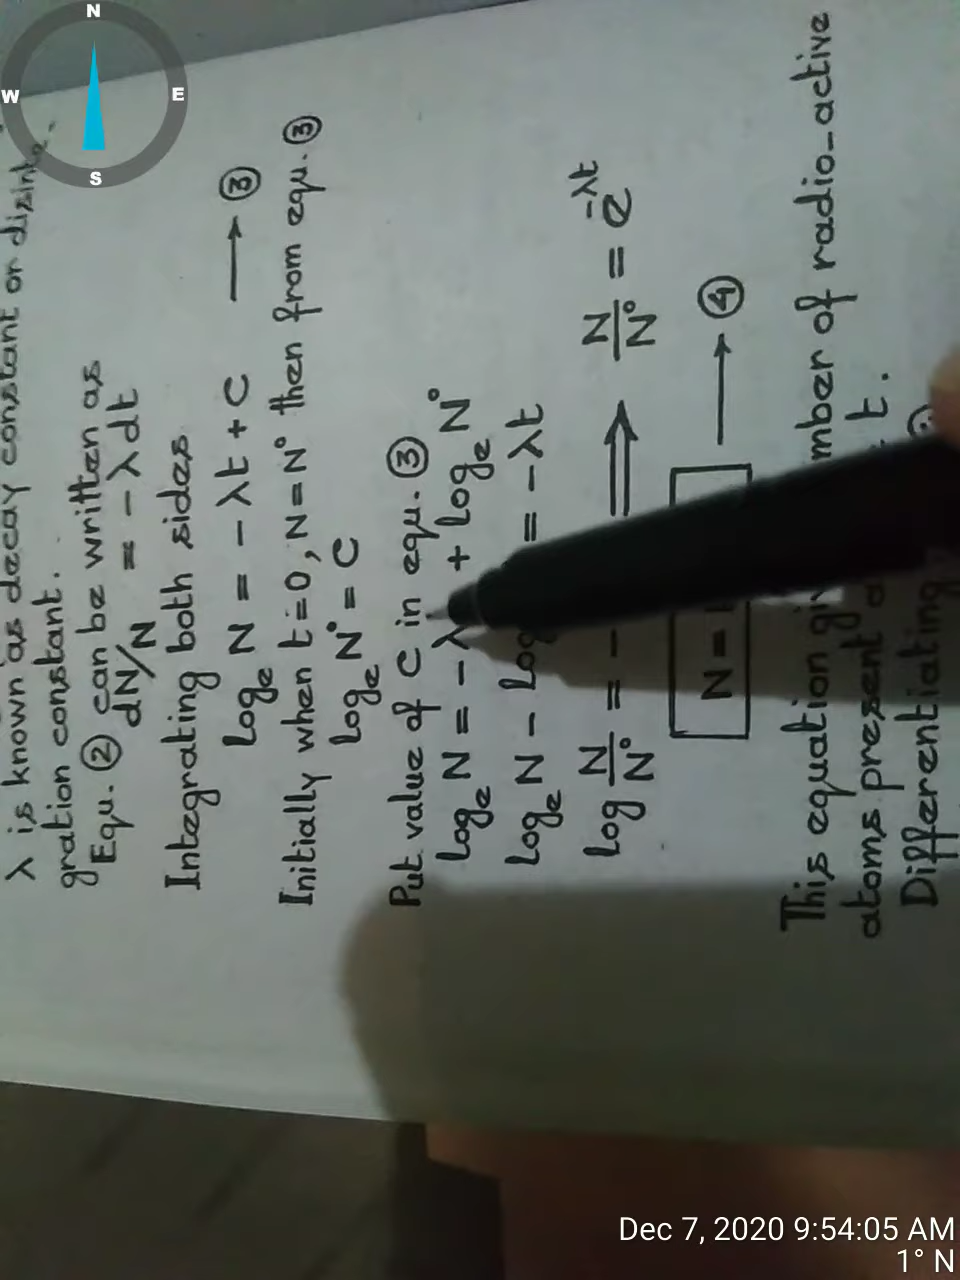 λ is known as decay constant or disinte-
gration constant.
Equ. ② can be written as
dN/N = -λdt
Integrating both sides
Loge N = -λt + C → ③
Initially when t=0, N=N° then from equ. ③
Loge N° = C
Put value of C in equ. ③
Loge N = -λ + Loge N°
Loge N - Log = -λt
Log N/N° = - ⟹ N/N° = e^-λt
N = → ④
This equation mber of radio-active
atoms present t.
Differentiating
N
W E
S
Dec 7, 2020 9:54:05 AM
1° N